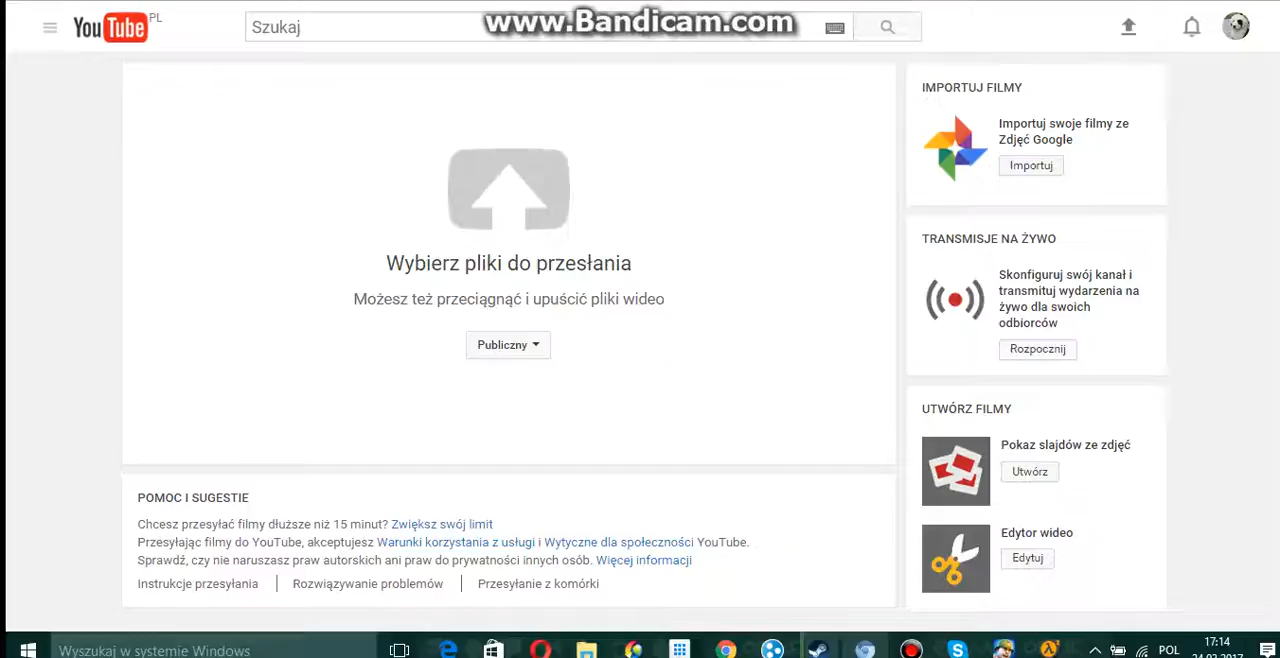 YouTube PL
Szukaj
www.Bandicam.com
Wybierz pliki do przesłania
Możesz też przeciągnąć i upuścić pliki wideo
Publiczny
POMOC I SUGESTIE
Chcesz przesyłać filmy dłuższe niż 15 minut? Zwiększ swój limit
Przesyłając filmy do YouTube, akceptujesz Warunki korzystania z usługi i Wytyczne dla społeczności YouTube.
Sprawdź, czy nie naruszasz praw autorskich ani praw do prywatności innych osób. Więcej informacji
Instrukcje przesyłania
Rozwiązywanie problemów
Przesyłanie z komórki
IMPORTUJ FILMY
Importuj swoje filmy ze
Zdjęć Google
Importuj
TRANSMISJE NA ŻYWO
Skonfiguruj swój kanał i
transmituj wydarzenia na
żywo dla swoich
odbiorców
Rozpocznij
UTWÓRZ FILMY
Pokaz slajdów ze zdjęć
Utwórz
Edytor wideo
Edytuj
Wyszukaj w systemie Windows
POL
17:14